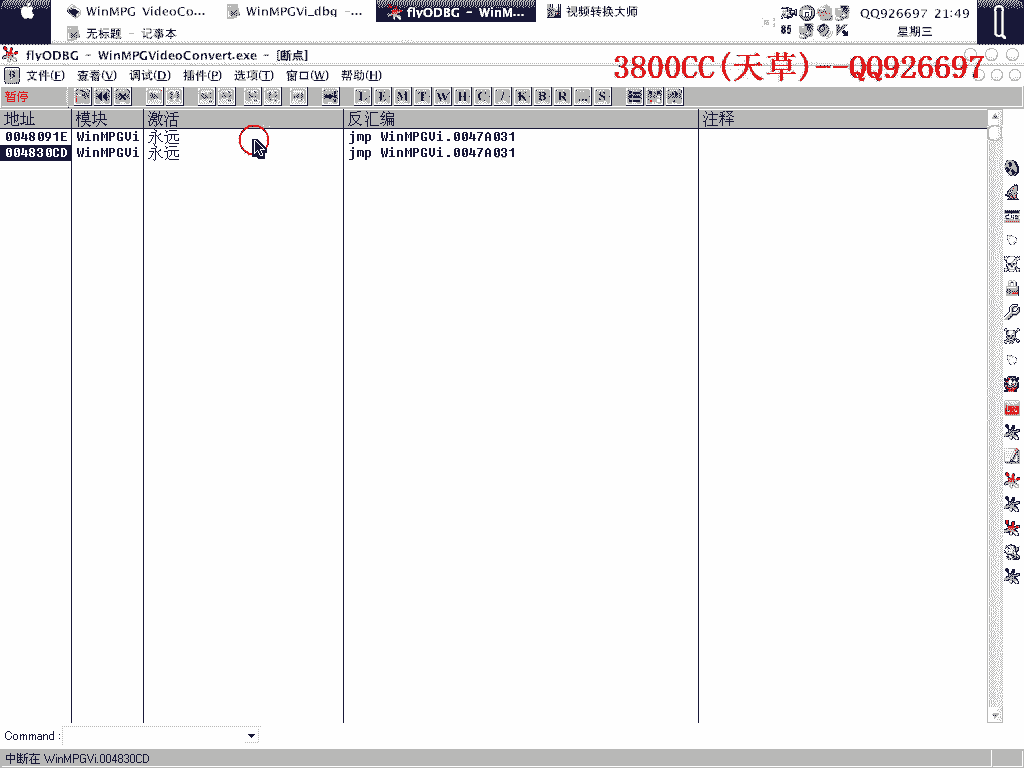 WinMPG VideoCo... WinMPGVi_dbg -... flyODBG - WinM... 视频转换大师 QQ926697 21:49
无标题 - 记事本 85 星期三
flyODBG - WinMPGVideoConvert.exe - [断点]
3800CC(天草)--QQ926697
文件(F) 查看(V) 调试(D) 插件(P) 选项(T) 窗口(W) 帮助(H)
暂停 L E M T W H C / K B R ... S
地址 模块 激活 反汇编 注释
0048091E WinMPGVi 永远 jmp WinMPGVi.0047A031
004830CD WinMPGVi 永远 jmp WinMPGVi.0047A031
Command :
中断在 WinMPGVi.004830CD